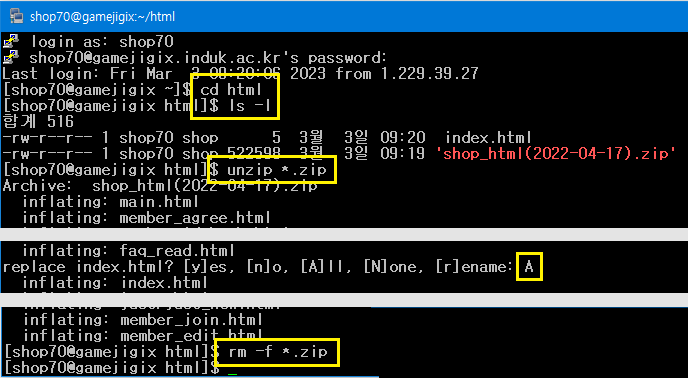 shop70@gamejigix:~/html
login as: shop70
shop70@gamejigix.induk.ac.kr's password:
Last login: Fri Mar  3 08:20:06 2023 from 1.229.39.27
[shop70@gamejigix ~]$ cd html
[shop70@gamejigix html]$ ls -l
합계 516
-rw-r--r-- 1 shop70 shop      5  3월  3일 09:20  index.html
-rw-r--r-- 1 shop70 shop 522598  3월  3일 09:19 'shop_html(2022-04-17).zip'
[shop70@gamejigix html]$ unzip *.zip
Archive:  shop_html(2022-04-17).zip
  inflating: main.html
  inflating: member_agree.html
  inflating: faq_read.html
replace index.html? [y]es, [n]o, [A]ll, [N]one, [r]ename: A
  inflating: index.html
  inflating:
  inflating: member_join.html
  inflating: member_edit.html
[shop70@gamejigix html]$ rm -f *.zip
[shop70@gamejigix html]$